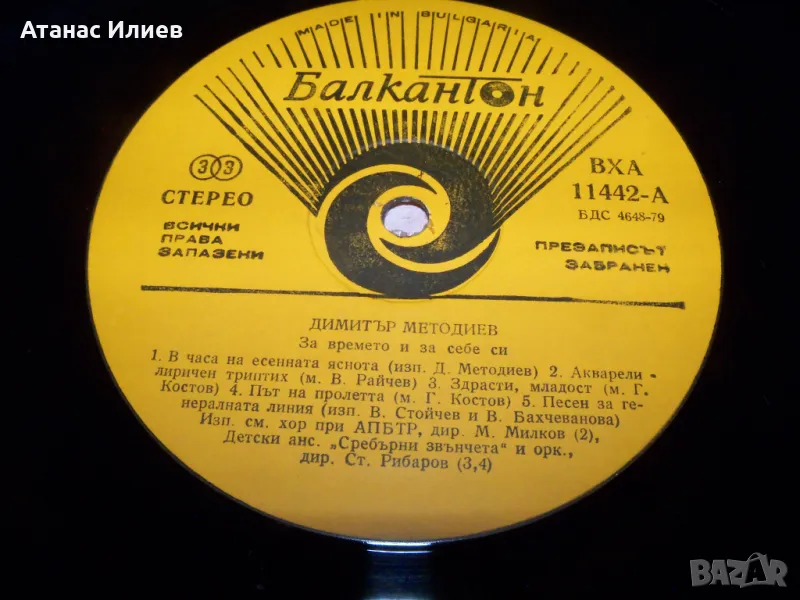 Атанас Илиев
MADE IN BULGARIA
Балкантон
33
СТЕРЕО
ВСИЧКИ
ПРАВА
ЗАПАЗЕНИ
ВХА
11442-А
БДС 4648-79
ПРЕЗАПИСЪТ
ЗАБРАНЕН
ДИМИТЪР МЕТОДИЕВ
За времето и за себе си
1. В часа на есенната яснота (изп. Д. Методиев) 2. Акварели -
лиричен триптих (м. В. Райчев) 3. Здрасти, младост (м. Г.
Костов) 4. Път на пролетта (м. Г. Костов) 5. Песен за ге-
нералната линия (изп. В. Стойчев и В. Бахчеванова)
Изп. см. хор при АПБТР, дир. М. Милков (2),
Детски анс. „Сребърни звънчета" и орк.,
дир. Ст. Рибаров (3,4)
BAZAR